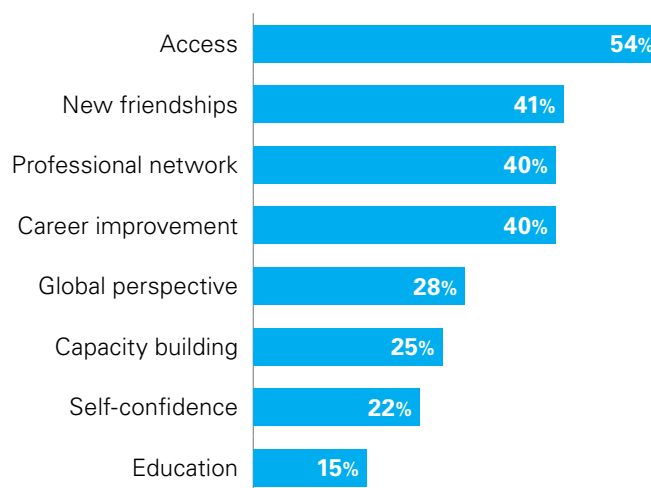 Access 54%
New friendships 41%
Professional network 40%
Career improvement 40%
Global perspective 28%
Capacity building 25%
Self-confidence 22%
Education 15%